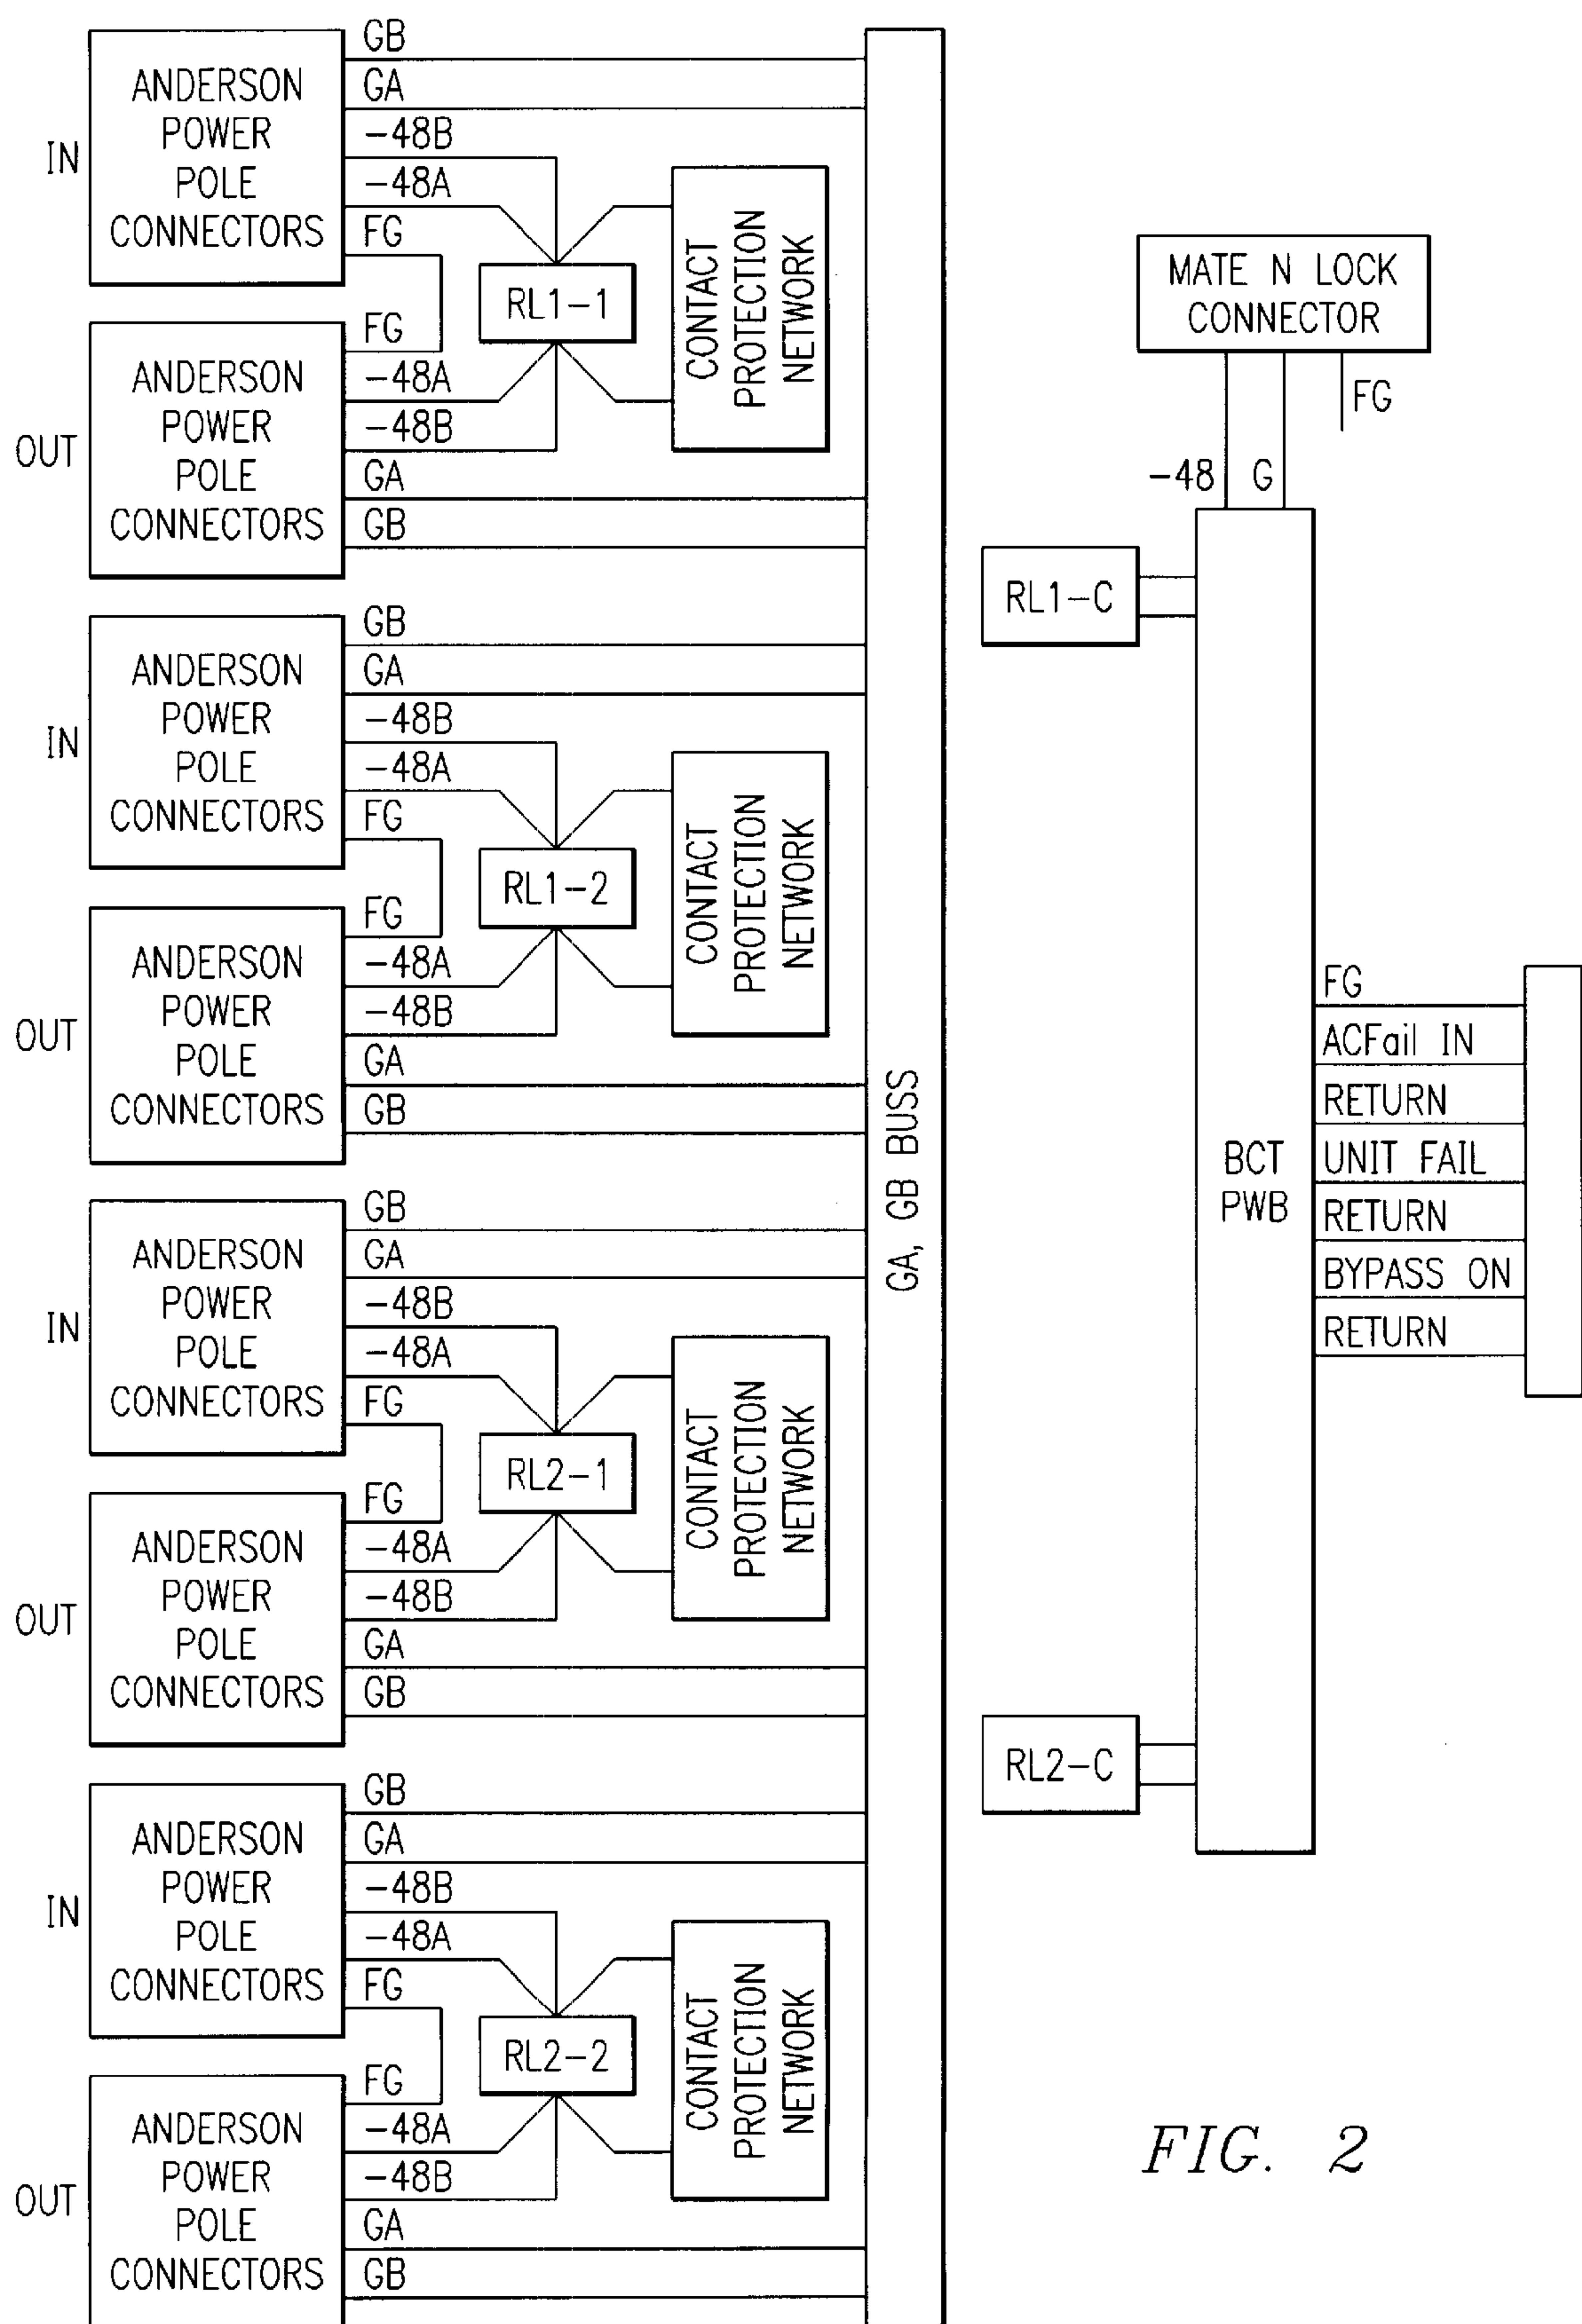 GB
GA
-48B
-48A
FG
IN
ANDERSON
POWER
POLE
CONNECTORS
FG
-48A
-48B
GA
GB
OUT
ANDERSON
POWER
POLE
CONNECTORS
RL1-1
CONTACT
PROTECTION
NETWORK
GB
GA
-48B
-48A
FG
IN
ANDERSON
POWER
POLE
CONNECTORS
FG
-48A
-48B
GA
GB
OUT
ANDERSON
POWER
POLE
CONNECTORS
RL1-2
CONTACT
PROTECTION
NETWORK
GB
GA
-48B
-48A
FG
IN
ANDERSON
POWER
POLE
CONNECTORS
FG
-48A
-48B
GA
GB
OUT
ANDERSON
POWER
POLE
CONNECTORS
RL2-1
CONTACT
PROTECTION
NETWORK
GB
GA
-48B
-48A
FG
IN
ANDERSON
POWER
POLE
CONNECTORS
FG
-48A
-48B
GA
GB
OUT
ANDERSON
POWER
POLE
CONNECTORS
RL2-2
CONTACT
PROTECTION
NETWORK
GA, GB BUSS
MATE N LOCK
CONNECTOR
FG
-48 G
RL1-C
BCT
PWB
FG
ACFail IN
RETURN
UNIT FAIL
RETURN
BYPASS ON
RETURN
RL2-C
FIG. 2